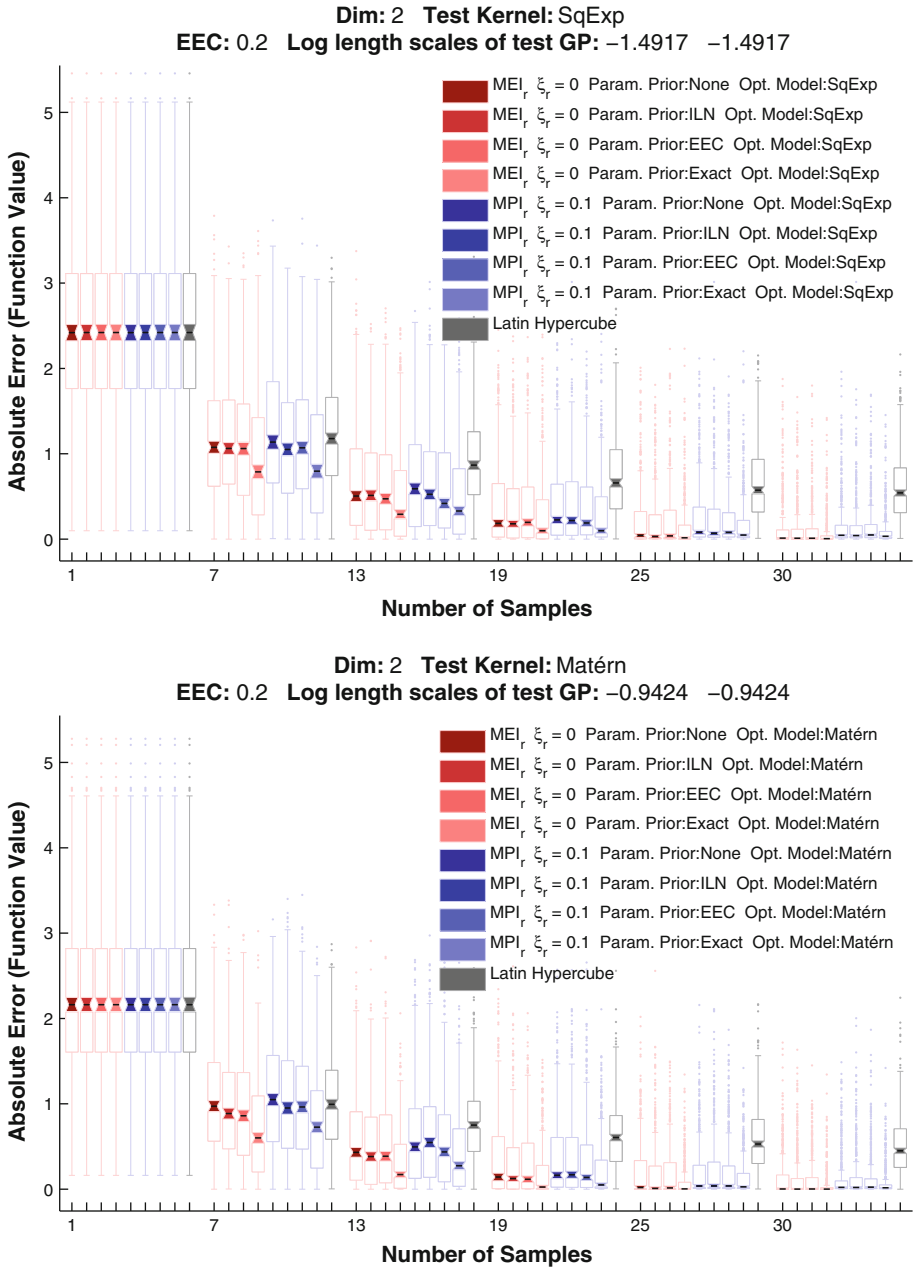 Dim: 2 Test Kernel: SqExp
EEC: 0.2 Log length scales of test GP: −1.4917 −1.4917
Absolute Error (Function Value)
5
4
3
2
1
0
MEI_r ξ_r = 0 Param. Prior:None Opt. Model:SqExp
MEI_r ξ_r = 0 Param. Prior:ILN Opt. Model:SqExp
MEI_r ξ_r = 0 Param. Prior:EEC Opt. Model:SqExp
MEI_r ξ_r = 0 Param. Prior:Exact Opt. Model:SqExp
MPI_r ξ_r = 0.1 Param. Prior:None Opt. Model:SqExp
MPI_r ξ_r = 0.1 Param. Prior:ILN Opt. Model:SqExp
MPI_r ξ_r = 0.1 Param. Prior:EEC Opt. Model:SqExp
MPI_r ξ_r = 0.1 Param. Prior:Exact Opt. Model:SqExp
Latin Hypercube
1 7 13 19 25 30
Number of Samples
Dim: 2 Test Kernel: Matérn
EEC: 0.2 Log length scales of test GP: −0.9424 −0.9424
Absolute Error (Function Value)
5
4
3
2
1
0
MEI_r ξ_r = 0 Param. Prior:None Opt. Model:Matérn
MEI_r ξ_r = 0 Param. Prior:ILN Opt. Model:Matérn
MEI_r ξ_r = 0 Param. Prior:EEC Opt. Model:Matérn
MEI_r ξ_r = 0 Param. Prior:Exact Opt. Model:Matérn
MPI_r ξ_r = 0.1 Param. Prior:None Opt. Model:Matérn
MPI_r ξ_r = 0.1 Param. Prior:ILN Opt. Model:Matérn
MPI_r ξ_r = 0.1 Param. Prior:EEC Opt. Model:Matérn
MPI_r ξ_r = 0.1 Param. Prior:Exact Opt. Model:Matérn
Latin Hypercube
1 7 13 19 25 30
Number of Samples